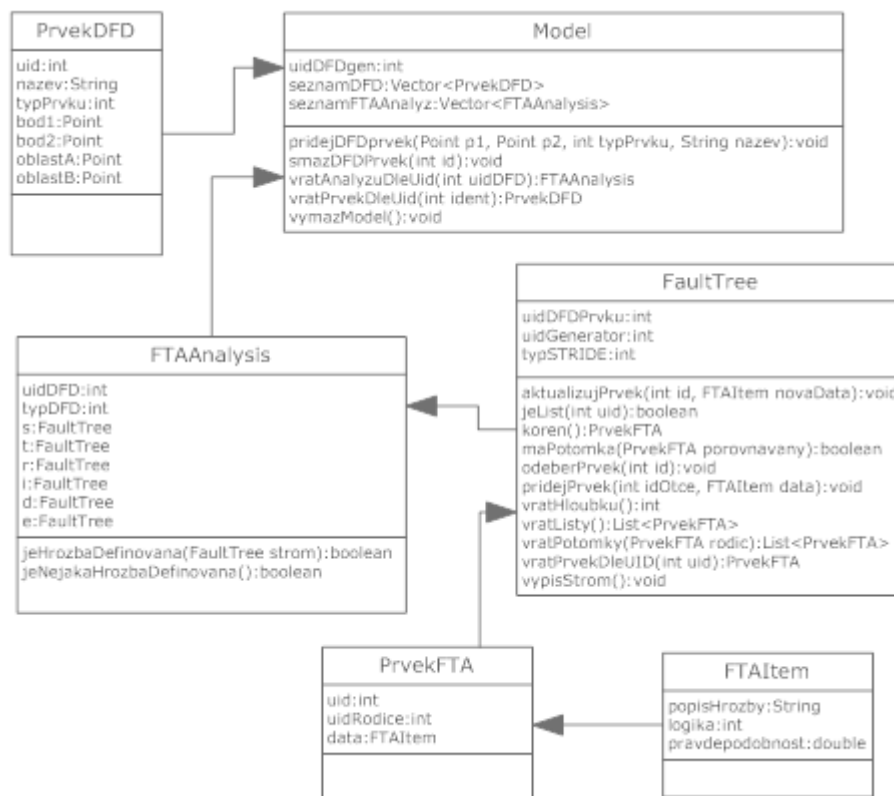 PrvekDFD
uid:int
nazev:String
typPrvku:int
bod1:Point
bod2:Point
oblastA:Point
oblastB:Point
Model
uidDFDgen:int
seznamDFD:Vector<PrvekDFD>
seznamFTAAnalyz:Vector<FTAAnalysis>
pridejDFDprvek(Point p1, Point p2, int typPrvku, String nazev):void
smazDFDPrvek(int id):void
vratAnalyzuDleUid(int uidDFD):FTAAnalysis
vratPrvekDleUid(int ident):PrvekDFD
vymazModel():void
FTAAnalysis
uidDFD:int
typDFD:int
s:FaultTree
t:FaultTree
r:FaultTree
i:FaultTree
d:FaultTree
e:FaultTree
jeHrozbaDefinovana(FaultTree strom):boolean
jeNejakaHrozbaDefinovana():boolean
FaultTree
uidDFDPrvku:int
uidGenerator:int
typSTRIDE:int
aktualizujPrvek(int id, FTAItem novaData):void
jeList(int uid):boolean
koren():PrvekFTA
maPotomka(PrvekFTA porovnavany):boolean
odeberPrvek(int id):void
pridejPrvek(int idOtce, FTAItem data):void
vratHloubku():int
vratListy():List<PrvekFTA>
vratPotomky(PrvekFTA rodic):List<PrvekFTA>
vratPrvekDleUID(int uid):PrvekFTA
vypisStrom():void
PrvekFTA
uid:int
uidRodice:int
data:FTAItem
FTAItem
popisHrozby:String
logika:int
pravdepodobnost:double